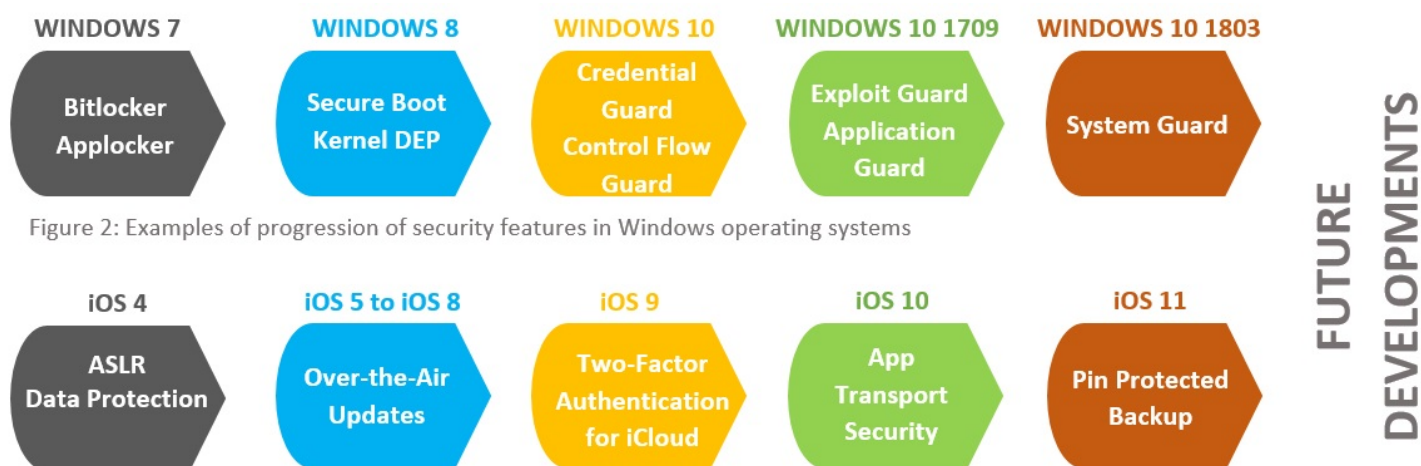 WINDOWS 7
Bitlocker
Applocker
WINDOWS 8
Secure Boot
Kernel DEP
WINDOWS 10
Credential
Guard
Control Flow
Guard
WINDOWS 10 1709
Exploit Guard
Application
Guard
WINDOWS 10 1803
System Guard
Figure 2: Examples of progression of security features in Windows operating systems
iOS 4
ASLR
Data Protection
iOS 5 to iOS 8
Over-the-Air
Updates
iOS 9
Two-Factor
Authentication
for iCloud
iOS 10
App
Transport
Security
iOS 11
Pin Protected
Backup
FUTURE
DEVELOPMENTS